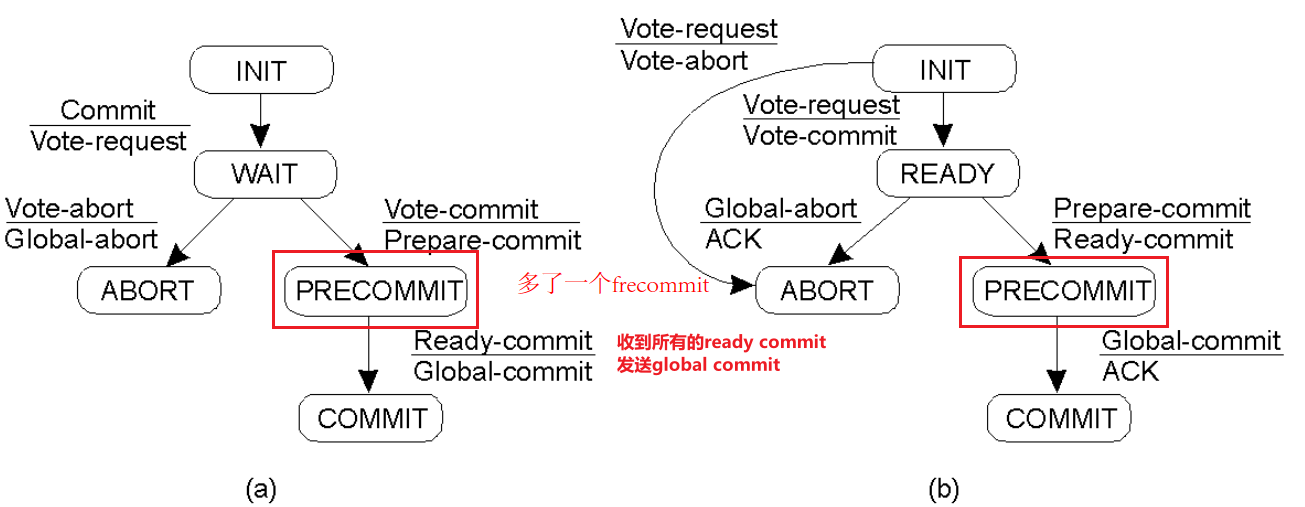 INIT
Commit
Vote-request
WAIT
Vote-abort
Global-abort
Vote-commit
Prepare-commit
ABORT
PRECOMMIT
Ready-commit
Global-commit
COMMIT
(a)
多了一个frecommit
收到所有的ready commit
发送global commit
Vote-request
Vote-abort
INIT
Vote-request
Vote-commit
READY
Global-abort
ACK
Prepare-commit
Ready-commit
ABORT
PRECOMMIT
Global-commit
ACK
COMMIT
(b)